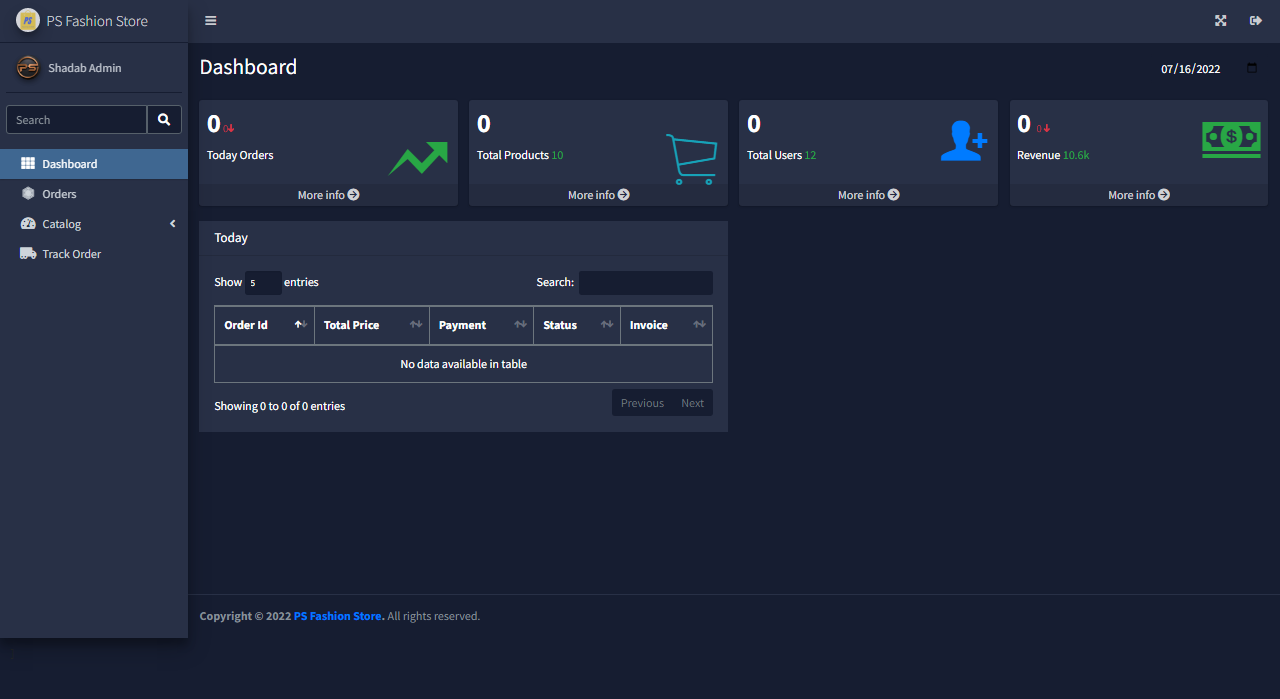 PS Fashion Store
Shadab Admin
Search
Dashboard
Orders
Catalog
Track Order
Dashboard
07/16/2022
0 0
Today Orders
More info
0
Total Products 10
More info
0
Total Users 12
More info
0 0
Revenue 10.6k
More info
Today
Show 5 entries
Search:
Order Id Total Price Payment Status Invoice
No data available in table
Showing 0 to 0 of 0 entries
Previous Next
Copyright © 2022 PS Fashion Store. All rights reserved.